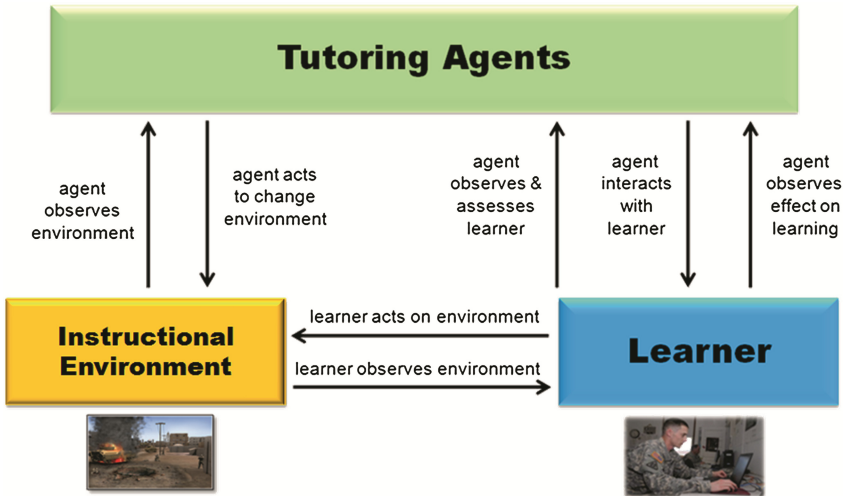 Tutoring Agents
agent
observes
environment
agent acts
to change
environment
agent
observes &
assesses
learner
agent
interacts
with
learner
agent
observes
effect on
learning
Instructional
Environment
learner acts on environment
learner observes environment
Learner